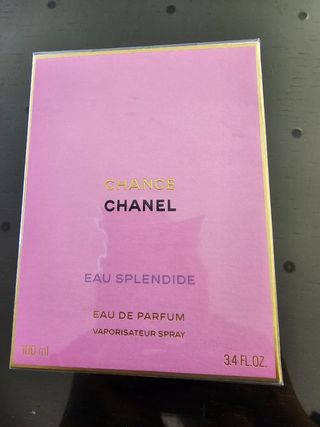 CHANCE
CHANEL
EAU SPLENDIDE
EAU DE PARFUM
VAPORISATEUR SPRAY
100 ml
3.4 FL.OZ.